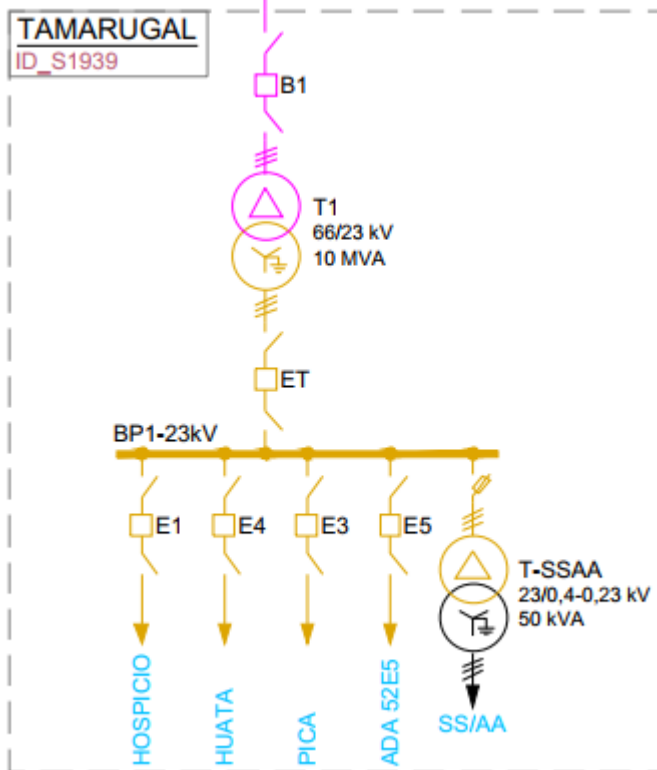 TAMARUGAL
ID_S1939
B1
T1
66/23 kV
10 MVA
ET
BP1-23kV
E1
E4
E3
E5
T-SSAA
23/0,4-0,23 kV
50 kVA
HOSPICIO
HUATA
PICA
ADA 52E5
SS/AA